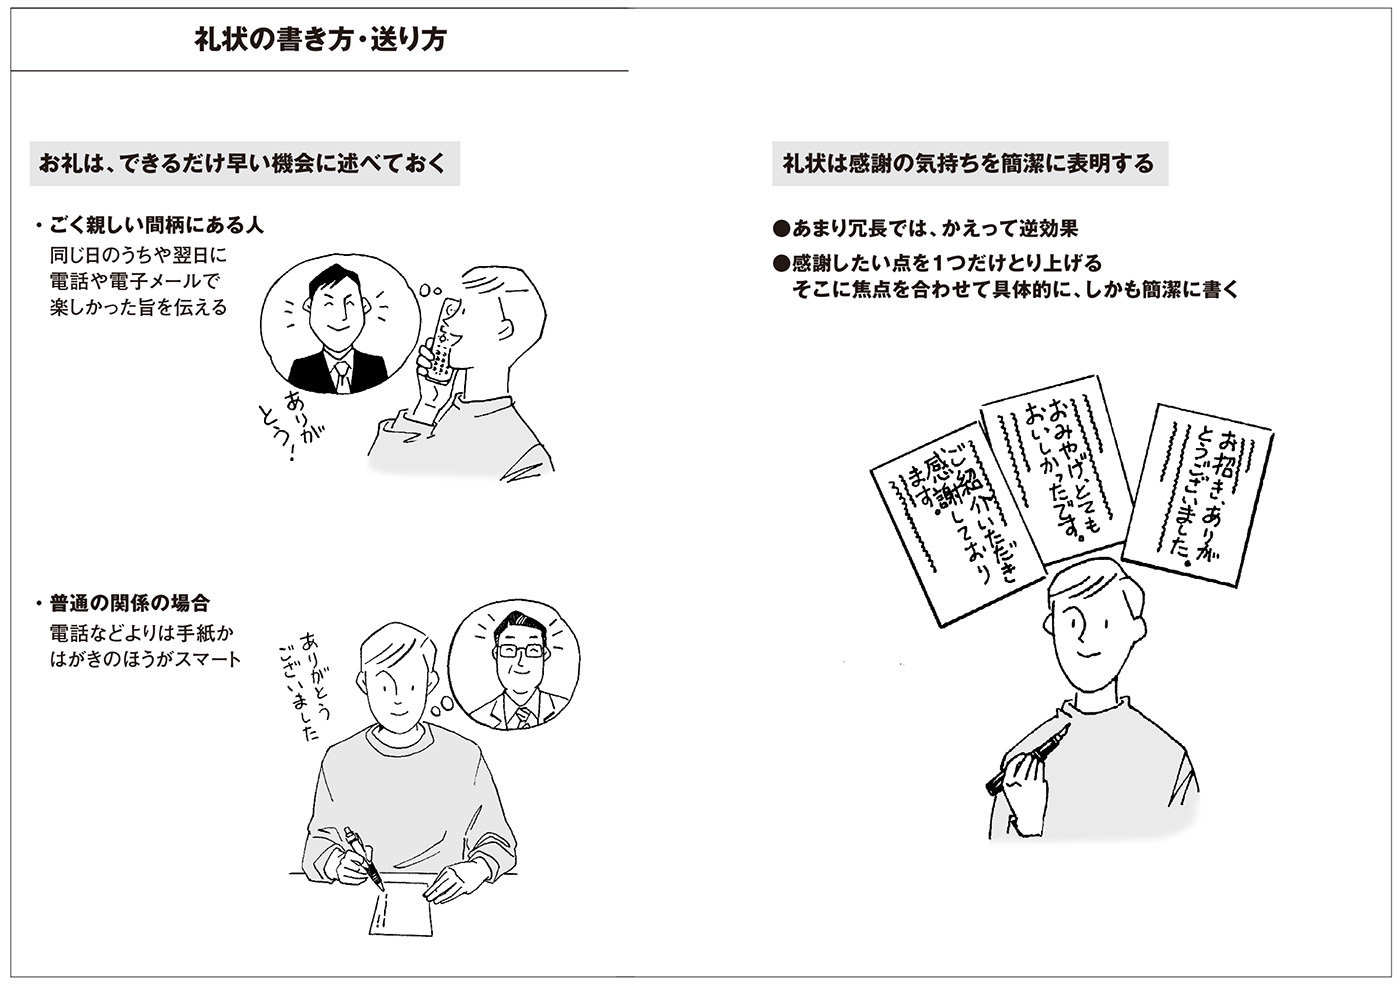 礼状の書き方・送り方
お礼は、できるだけ早い機会に述べておく
・ごく親しい間柄にある人
同じ日のうちや翌日に
電話や電子メールで
楽しかった旨を伝える
ありが
とう!
・普通の関係の場合
電話などよりは手紙か
はがきのほうがスマート
ありがとう
ございました
礼状は感謝の気持ちを簡潔に表明する
●あまり冗長では、かえって逆効果
●感謝したい点を1つだけとり上げる
そこに焦点を合わせて具体的に、しかも簡潔に書く
ご紹介いただき
感謝しており
ます。
おみやげ、とても
おいしかったです。
お招き、ありが
とうございました。